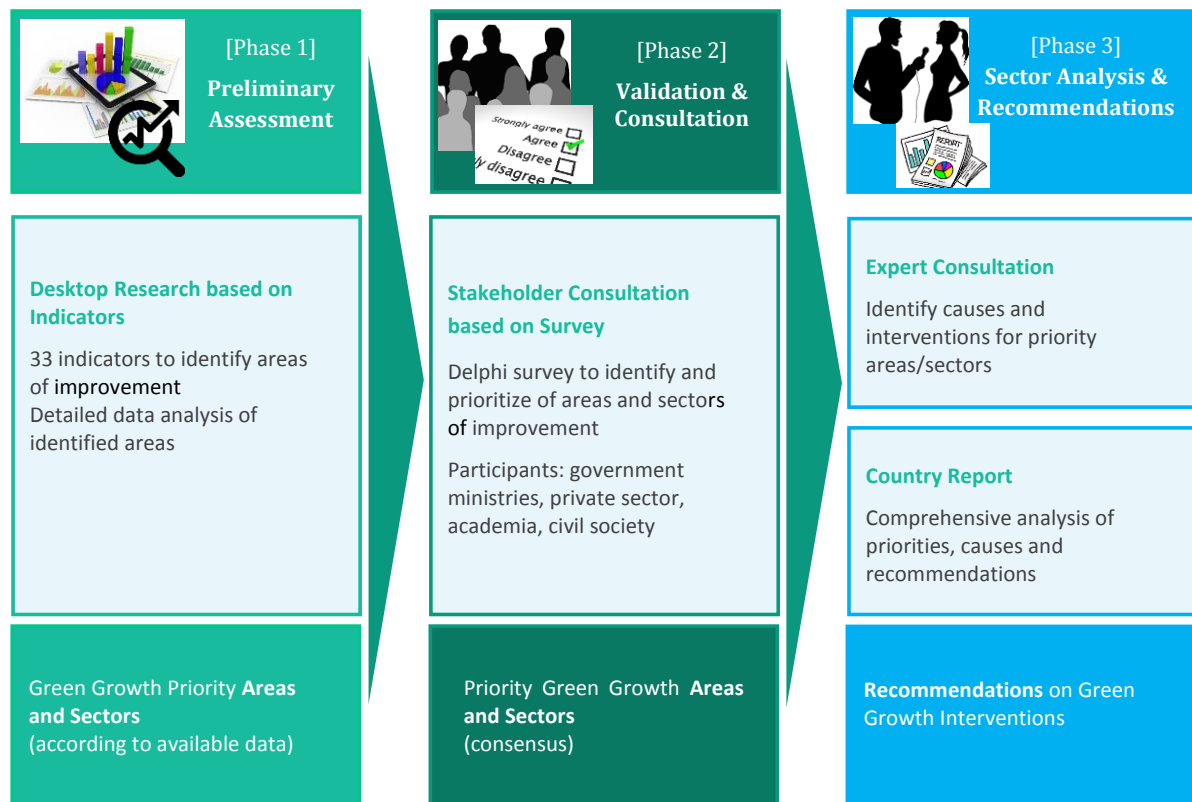 [Phase 1]
Preliminary
Assessment
[Phase 2]
Validation &
Consultation
Strongly agree
Agree
Disagree
ly disagree
[Phase 3]
Sector Analysis &
Recommendations
REPORT
Desktop Research based on
Indicators
33 indicators to identify areas
of improvement
Detailed data analysis of
identified areas
Stakeholder Consultation
based on Survey
Delphi survey to identify and
prioritize of areas and sectors
of improvement
Participants: government
ministries, private sector,
academia, civil society
Expert Consultation
Identify causes and
interventions for priority
areas/sectors
Country Report
Comprehensive analysis of
priorities, causes and
recommendations
Green Growth Priority Areas
and Sectors
(according to available data)
Priority Green Growth Areas
and Sectors
(consensus)
Recommendations on Green
Growth Interventions